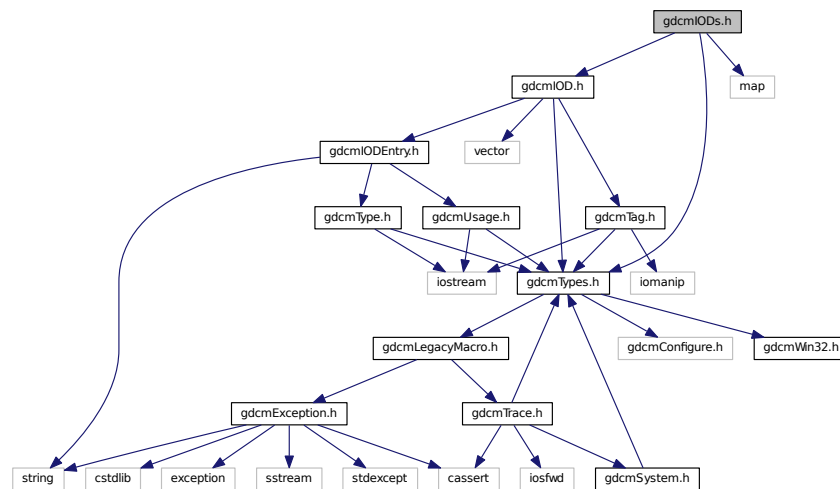 gdcmIODs.h
gdcmIOD.h
map
gdcmIODEntry.h
vector
gdcmType.h
gdcmUsage.h
gdcmTag.h
iostream
gdcmTypes.h
iomanip
gdcmLegacyMacro.h
gdcmConfigure.h
gdcmWin32.h
gdcmException.h
gdcmTrace.h
string
cstdlib
exception
sstream
stdexcept
cassert
iosfwd
gdcmSystem.h